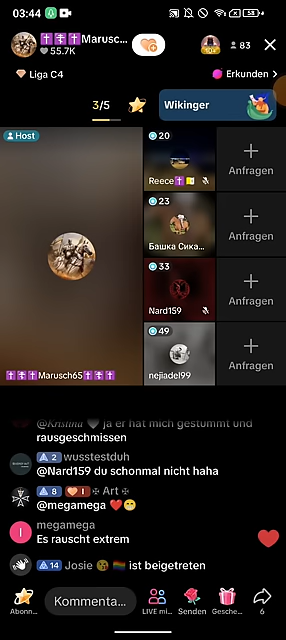 03:44
58
✝✝✝Marusc...
55.7K
83
Liga C4
Erkunden >
3/5
Wikinger
Host
20
Reece✝
Anfragen
23
Башка Сика...
Anfragen
33
Nard159
Anfragen
49
nejiadel99
Anfragen
✝✝✝Marusch65✝✝✝
@Kristina 🖤 ja er hat mich gestummt und
rausgeschmissen
2 wusstestduh
@Nard159 du schonmal nicht haha
8 I ✠ Art ✠
@megamega ❤️😁
megamega
Es rauscht extrem
14 Josie 😘 🏳️‍🌈 ist beigetreten
Abonn...
Kommenta...
LIVE mi...
Senden
Gesche...
6